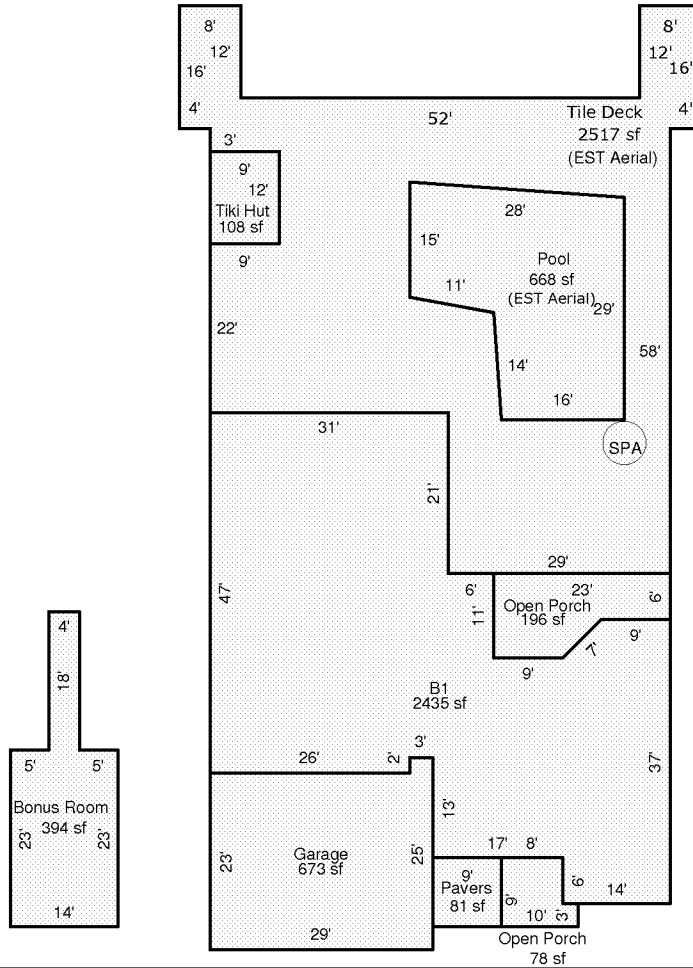 8'
12'
16'
4'
3'
9'
12'
Tiki Hut
108 sf
9'
22'
52'
8'
12'
16'
4'
Tile Deck
2517 sf
(EST Aerial)
28'
15'
11'
Pool
668 sf
(EST Aerial)
29'
14'
16'
58'
SPA
31'
21'
29'
47'
6'
11'
23'
6'
Open Porch
196 sf
9'
7'
9'
B1
2435 sf
37'
3'
2'
26'
13'
17'
8'
6'
14'
4'
18'
5'
5'
Bonus Room
394 sf
23'
23'
14'
Garage
673 sf
23'
25'
29'
9'
Pavers
81 sf
9'
10'
3'
Open Porch
78 sf